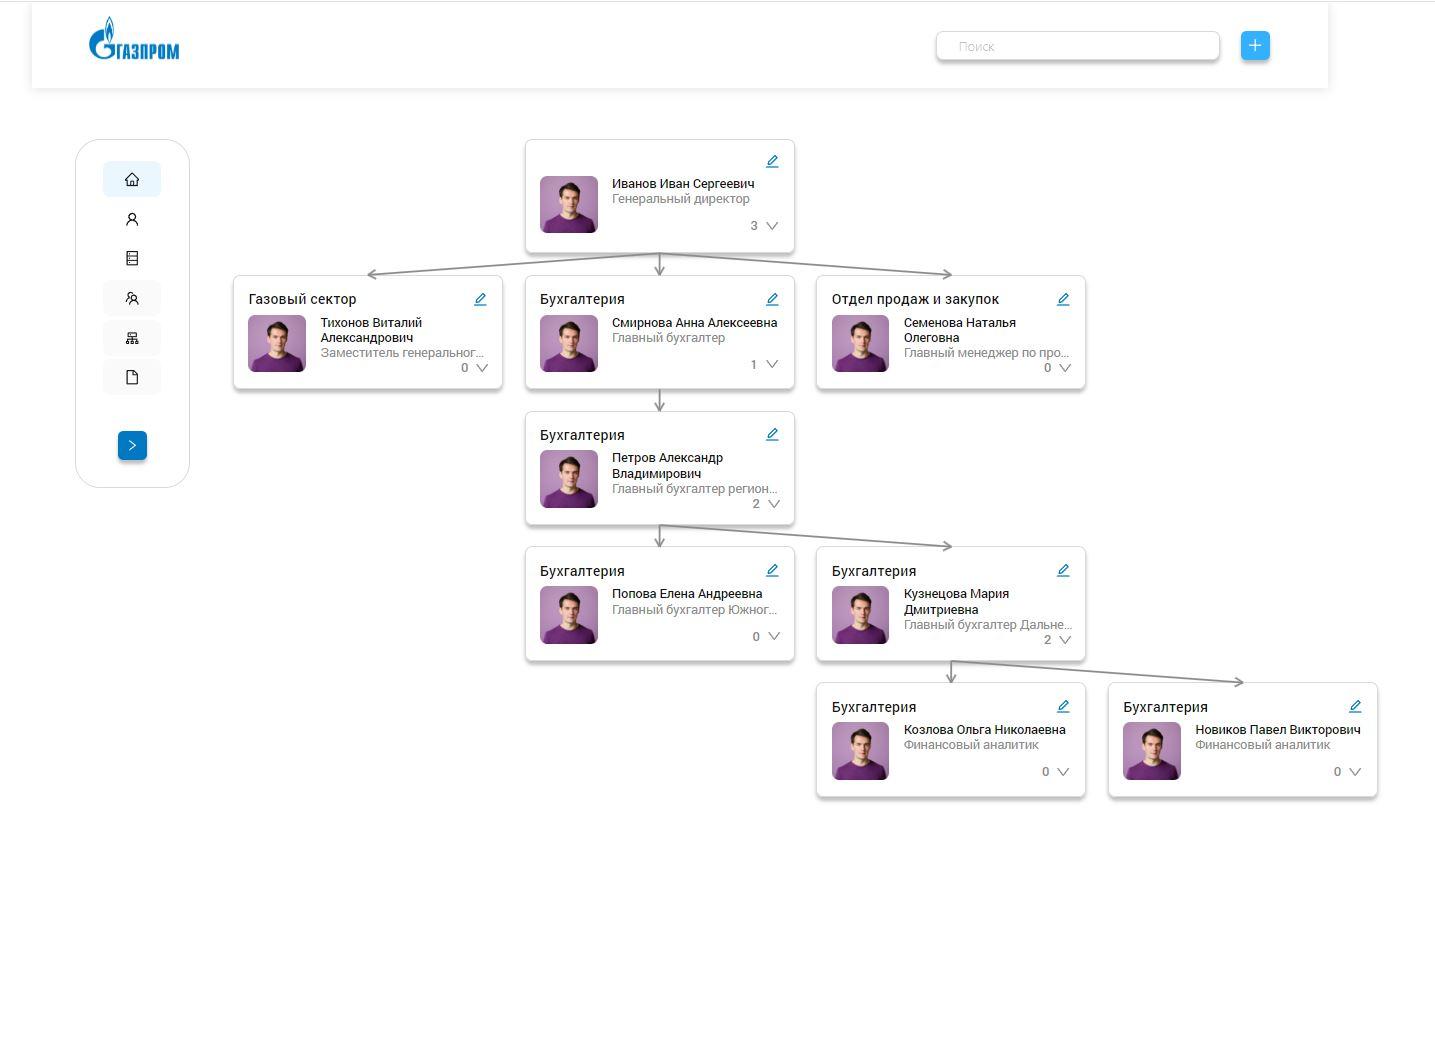 ГАЗПРОМ
Поиск
Иванов Иван Сергеевич
Генеральный директор
3
Газовый сектор
Тихонов Виталий
Александрович
Заместитель генеральног...
0
Бухгалтерия
Смирнова Анна Алексеевна
Главный бухгалтер
1
Отдел продаж и закупок
Семенова Наталья
Олеговна
Главный менеджер по про...
0
Бухгалтерия
Петров Александр
Владимирович
Главный бухгалтер регион...
2
Бухгалтерия
Попова Елена Андреевна
Главный бухгалтер Южног...
0
Бухгалтерия
Кузнецова Мария
Дмитриевна
Главный бухгалтер Дальне...
2
Бухгалтерия
Козлова Ольга Николаевна
Финансовый аналитик
0
Бухгалтерия
Новиков Павел Викторович
Финансовый аналитик
0